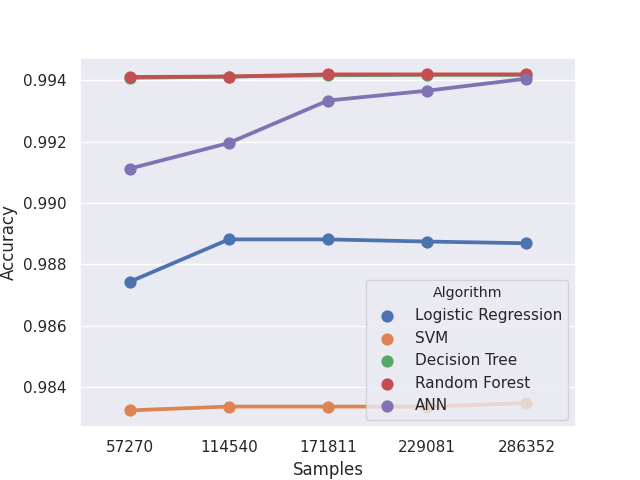 0.994
0.992
0.990
0.988
0.986
0.984
Accuracy
57270
114540
171811
229081
286352
Samples
Algorithm
Logistic Regression
SVM
Decision Tree
Random Forest
ANN